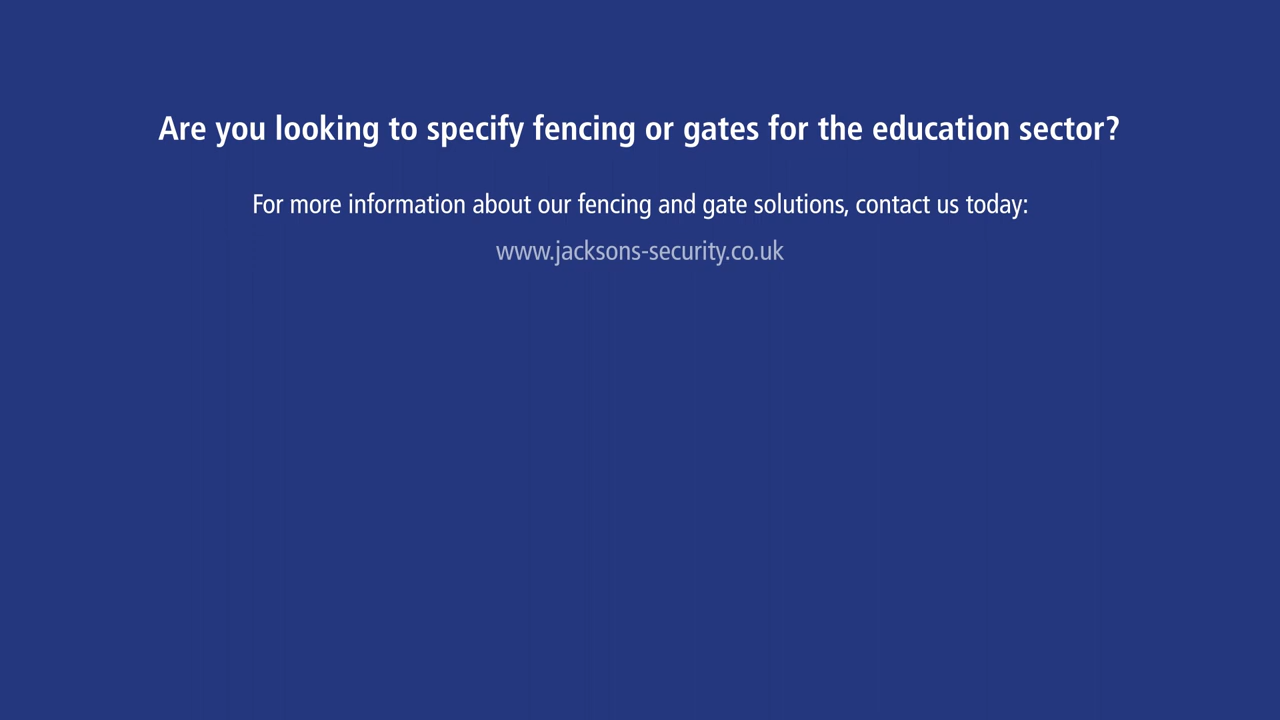 Are you looking to specify fencing or gates for the education sector?
For more information about our fencing and gate solutions, contact us today:
www.jacksons-security.co.uk